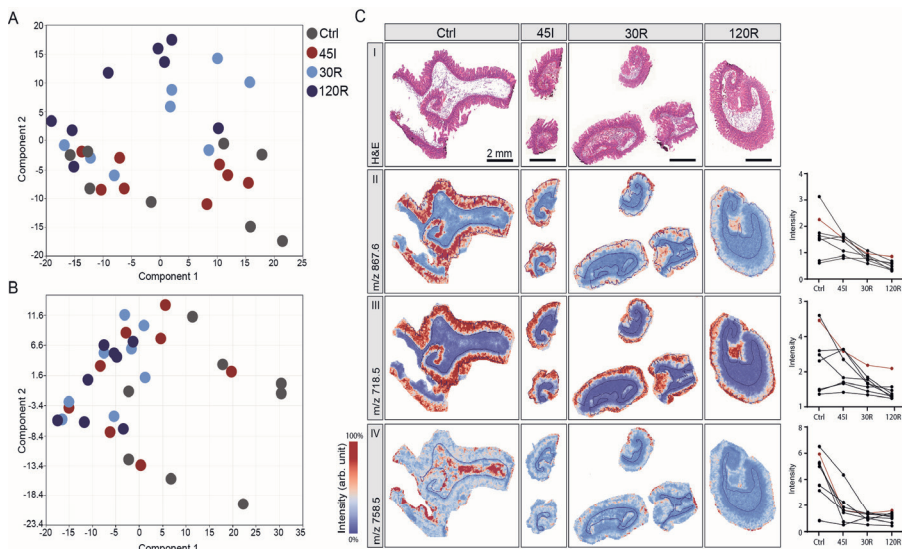 A
Ctrl
45I
30R
120R
Component 2
20
15
10
5
0
-5
-10
-15
20
-20 -15 -10 -5 0 5 10 15 20 25
Component 1
B
Component 2
11.6
6.6
1.6
-3.4
-8.4
-13.4
-18.4
-23.4
-20 -15 -10 -5 0 5 10 15 20 25 30 35
Component 1
C
Ctrl 45I 30R 120R
I
H&E
2 mm
II
m/z 867.6
III
m/z 718.5
IV
m/z 758.5
100%
Intensity (arb. unit)
0%
Intensity
4
3
2
1
0
Ctrl 45I 30R 120R
Intensity
Ctrl 45I 30R 120R
Intensity
8
6
4
2
0
Ctrl 45I 30R 120R